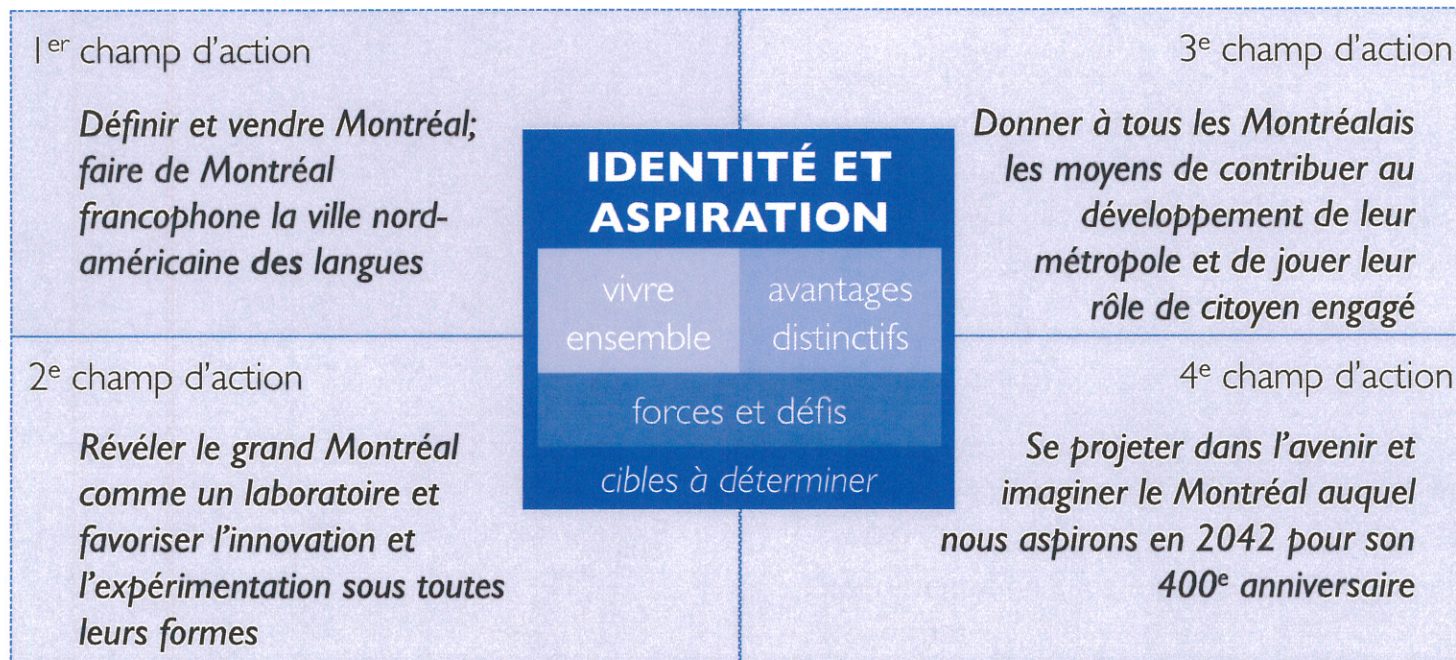 1er champ d'action
Définir et vendre Montréal;
faire de Montréal
francophone la ville nord-
américaine des langues
2e champ d'action
Révéler le grand Montréal
comme un laboratoire et
favoriser l'innovation et
l'expérimentation sous toutes
leurs formes
IDENTITÉ ET
ASPIRATION
vivre
ensemble
avantages
distinctifs
forces et défis
cibles à déterminer
3e champ d'action
Donner à tous les Montréalais
les moyens de contribuer au
développement de leur
métropole et de jouer leur
rôle de citoyen engagé
4e champ d'action
Se projeter dans l'avenir et
imaginer le Montréal auquel
nous aspirons en 2042 pour son
400e anniversaire